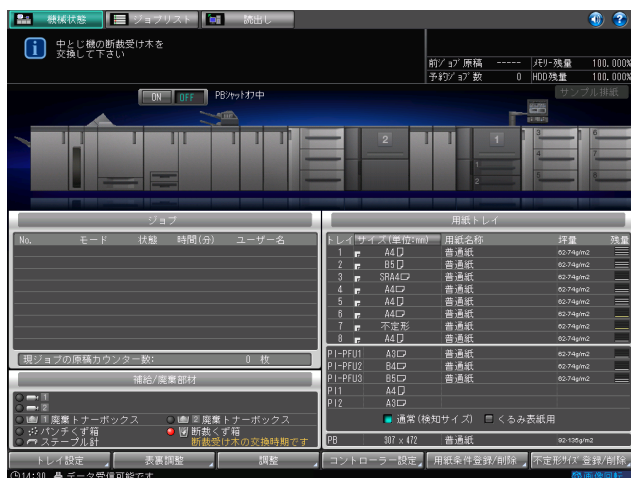 機械状態 ジョブリスト 読出し
中とじ機の断裁受け木を
交換して下さい
前ジョブ原稿 ----- メモリー残量 100.000%
予約ジョブ数 0 HDD残量 100.000%
ON OFF PBシャットオフ中 サンプル排紙
2 1 3 6
4 7
1 5 8
2
ジョブ
No. モード 状態 時間(分) ユーザー名
現ジョブの原稿カウンター数: 0 枚
用紙トレイ
トレイ サイズ(単位:mm) 用紙名称 坪量 残量
1 A4 普通紙 62-74g/m2
2 B5 普通紙 62-74g/m2
3 SRA4 普通紙 62-74g/m2
4 A4 普通紙 62-74g/m2
5 A4 普通紙 62-74g/m2
6 A4 普通紙 62-74g/m2
7 不定形 普通紙 62-74g/m2
8 A4 普通紙 62-74g/m2
PI-PFU1 A3 普通紙 62-74g/m2
PI-PFU2 B4 普通紙 62-74g/m2
PI-PFU3 B5 普通紙 62-74g/m2
PI1 A4
PI2 A3
通常(検知サイズ) くるみ表紙用
PB 307 x 472 普通紙 92-135g/m2
補給/廃棄部材
1
2
1 廃棄トナーボックス 2 廃棄トナーボックス
パンチくず箱 断裁くず箱
ステープル針 断裁受け木の交換時期です
トレイ設定 表裏調整 調整 コントローラー設定 用紙条件登録/削除 不定形サイズ登録/削除
14:30 データ受信可能です 画像回転